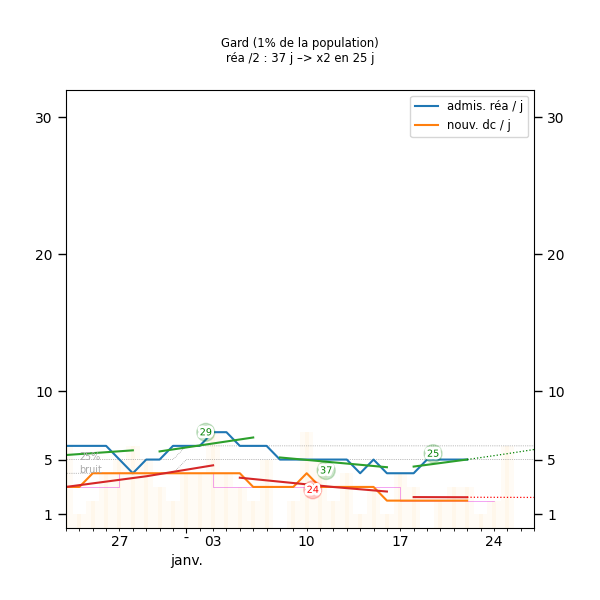 Gard (1% de la population)
réa /2 : 37 j –> x2 en 25 j
admis. réa / j
nouv. dc / j
30 30
20 20
10 10
5 5
1 1
29
25
37
24
25%
bruit
27 - 03 10 17 24
janv.